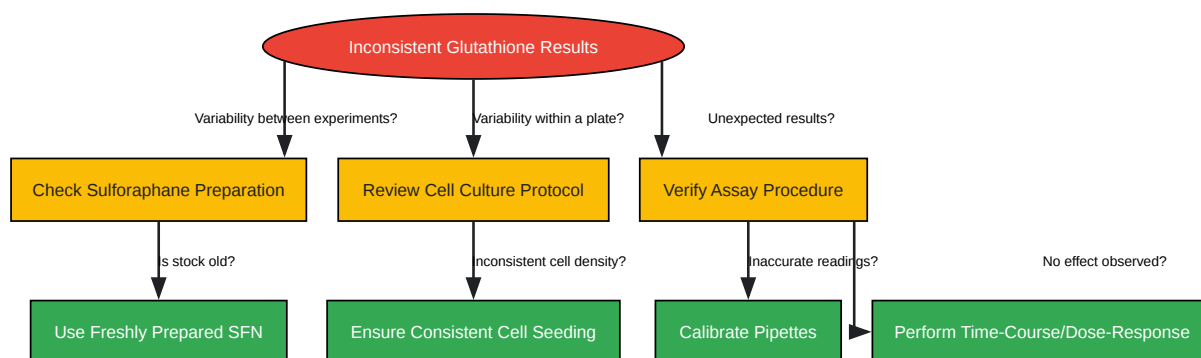 Inconsistent Glutathione Results
Variability between experiments?
Variability within a plate?
Unexpected results?
Check Sulforaphane Preparation
Review Cell Culture Protocol
Verify Assay Procedure
Is stock old?
Inconsistent cell density?
Inaccurate readings?
No effect observed?
Use Freshly Prepared SFN
Ensure Consistent Cell Seeding
Calibrate Pipettes
Perform Time-Course/Dose-Response